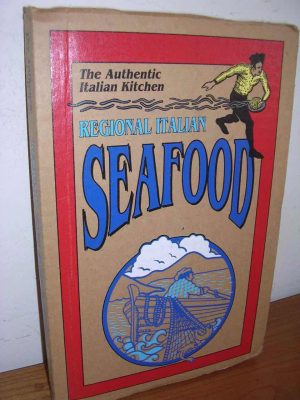 The Authentic
Italian Kitchen
REGIONAL ITALIAN
SEAFOOD